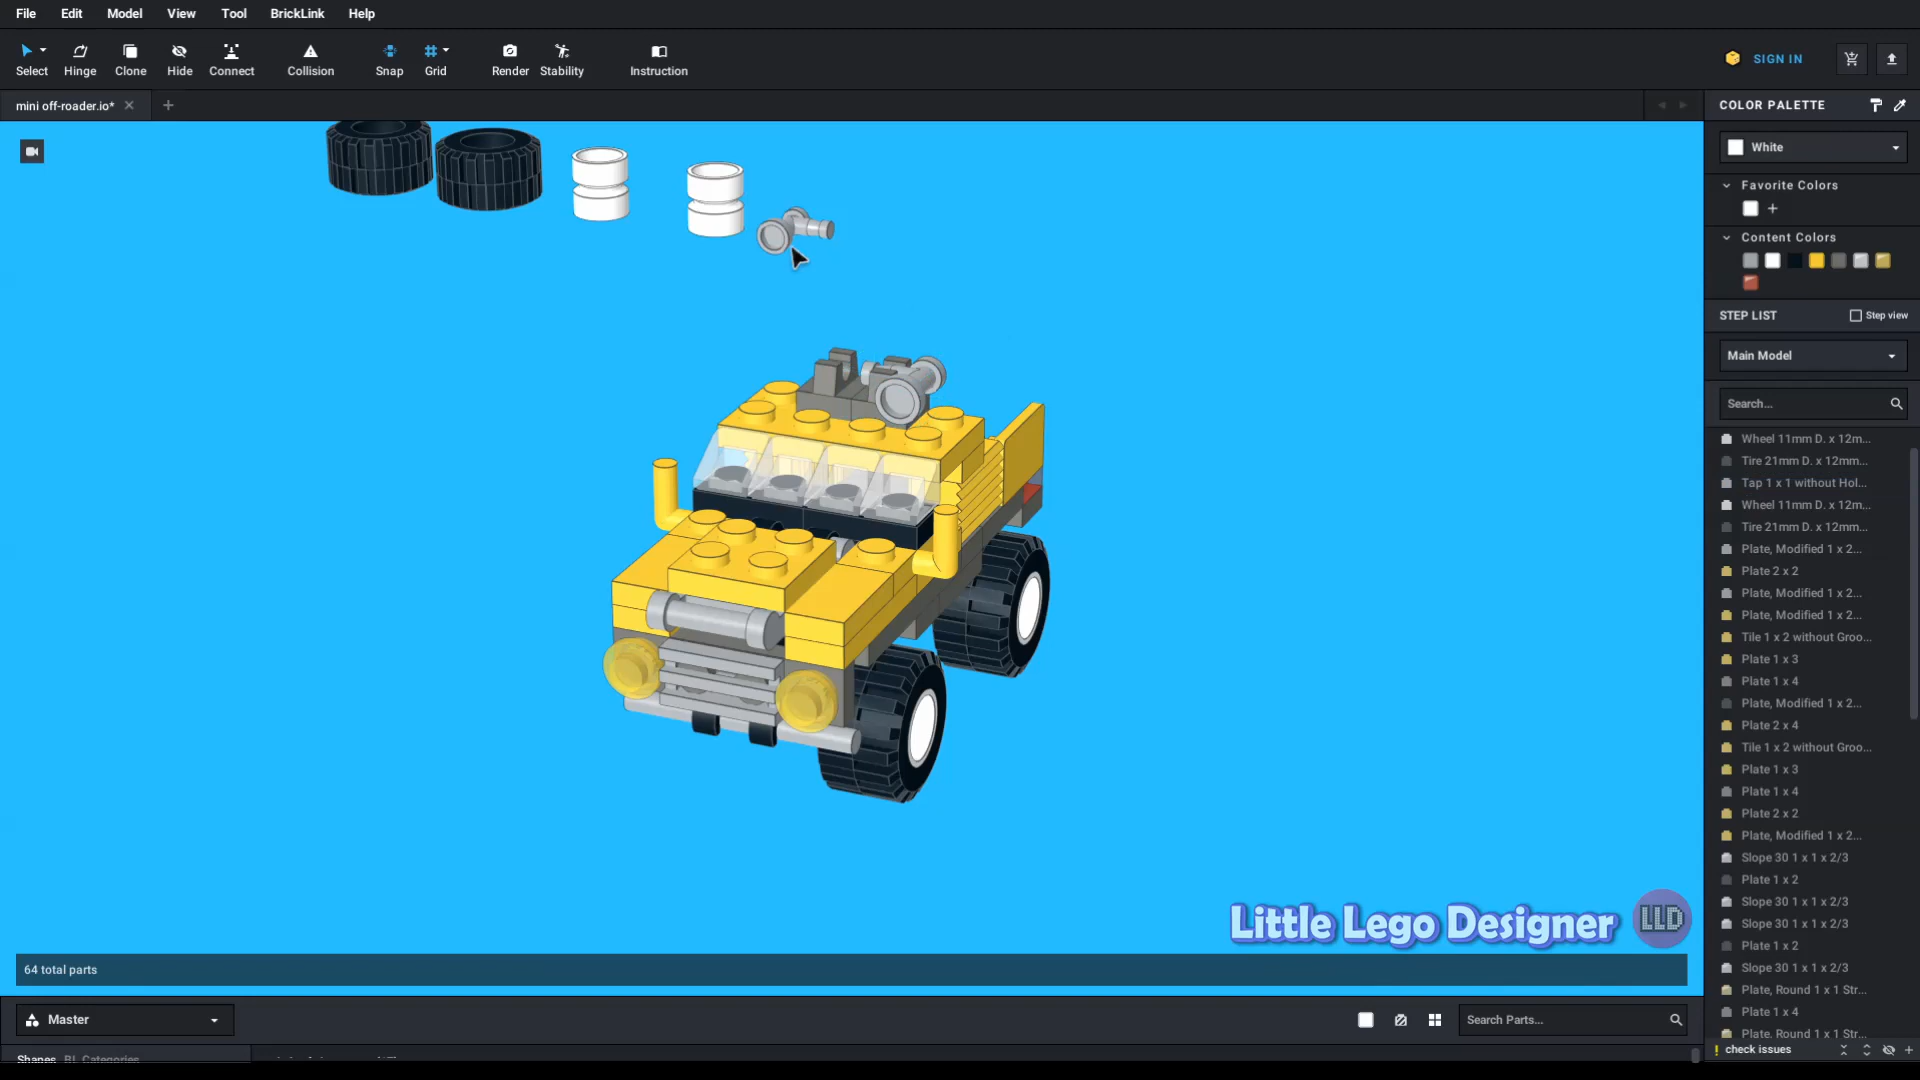 File Edit Model View Tool BrickLink Help
Select Hinge Clone Hide Connect Collision Snap Grid Render Stability Instruction
SIGN IN
mini off-roader.io*
COLOR PALETTE
White
Favorite Colors
Content Colors
STEP LIST
Step view
Main Model
Search...
Wheel 11mm D. x 12m...
Tire 21mm D. x 12mm...
Tap 1 x 1 without Hol...
Wheel 11mm D. x 12m...
Tire 21mm D. x 12mm...
Plate, Modified 1 x 2...
Plate 2 x 2
Plate, Modified 1 x 2...
Plate, Modified 1 x 2...
Tile 1 x 2 without Groo...
Plate 1 x 3
Plate 1 x 4
Plate, Modified 1 x 2...
Plate 2 x 4
Tile 1 x 2 without Groo...
Plate 1 x 3
Plate 1 x 4
Plate 2 x 2
Plate, Modified 1 x 2...
Slope 30 1 x 1 x 2/3
Plate 1 x 2
Slope 30 1 x 1 x 2/3
Slope 30 1 x 1 x 2/3
Plate 1 x 2
Slope 30 1 x 1 x 2/3
Plate, Round 1 x 1 Str...
Plate 1 x 4
Plate, Round 1 x 1 Str...
check issues
Little Lego Designer
LLD
64 total parts
Master
Search Parts...
Shapes BL Categories